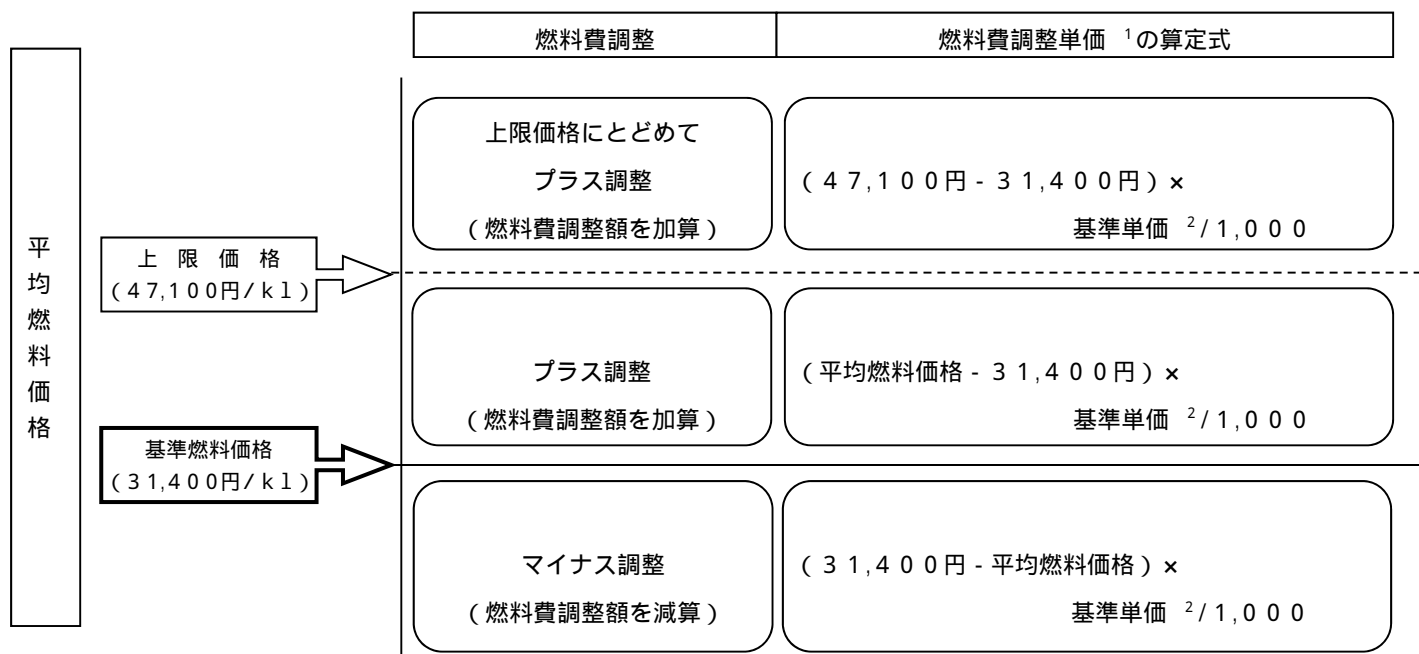 燃料費調整
燃料費調整単価 1の算定式
平均燃料価格
上限価格にとどめて
プラス調整
(燃料費調整額を加算)
(47,100円-31,400円)×
基準単価 2/1,000
上限価格
(47,100円/kl)
プラス調整
(燃料費調整額を加算)
(平均燃料価格-31,400円)×
基準単価 2/1,000
基準燃料価格
(31,400円/kl)
マイナス調整
(燃料費調整額を減算)
(31,400円-平均燃料価格)×
基準単価 2/1,000